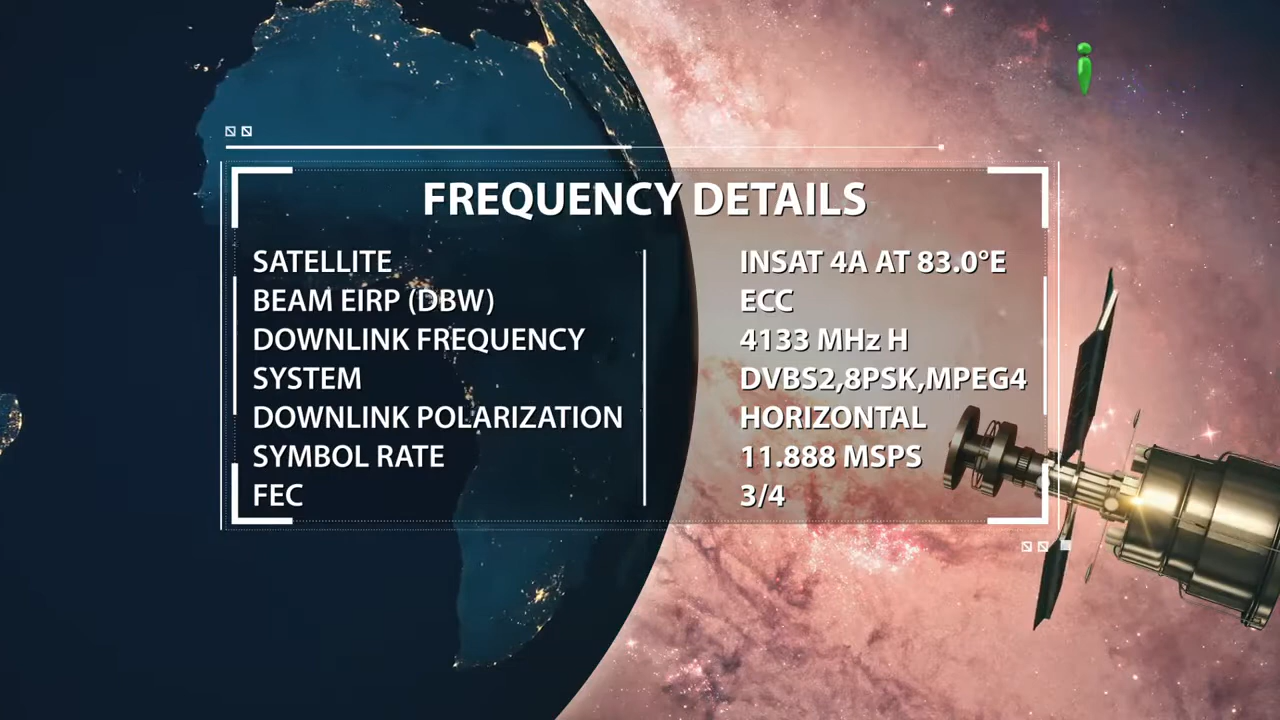 FREQUENCY DETAILS
SATELLITE INSAT 4A AT 83.0°E
BEAM EIRP (DBW) ECC
DOWNLINK FREQUENCY 4133 MHz H
SYSTEM DVBS2,8PSK,MPEG4
DOWNLINK POLARIZATION HORIZONTAL
SYMBOL RATE 11.888 MSPS
FEC 3/4